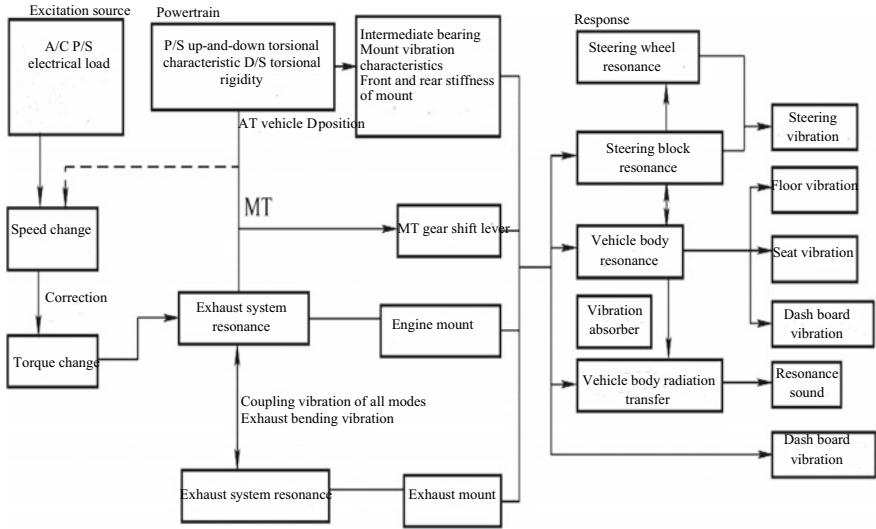 Excitation source
A/C P/S
electrical load
Powertrain
P/S up-and-down torsional
characteristic D/S torsional
rigidity
Intermediate bearing
Mount vibration
characteristics
Front and rear stiffness
of mount
AT vehicle Dposition
MT
Speed change
Correction
Torque change
MT gear shift lever
Exhaust system
resonance
Engine mount
Coupling vibration of all modes
Exhaust bending vibration
Exhaust system resonance
Exhaust mount
Response
Steering wheel
resonance
Steering block
resonance
Vehicle body
resonance
Vibration
absorber
Vehicle body radiation
transfer
Steering
vibration
Floor vibration
Seat vibration
Dash board
vibration
Resonance
sound
Dash board
vibration